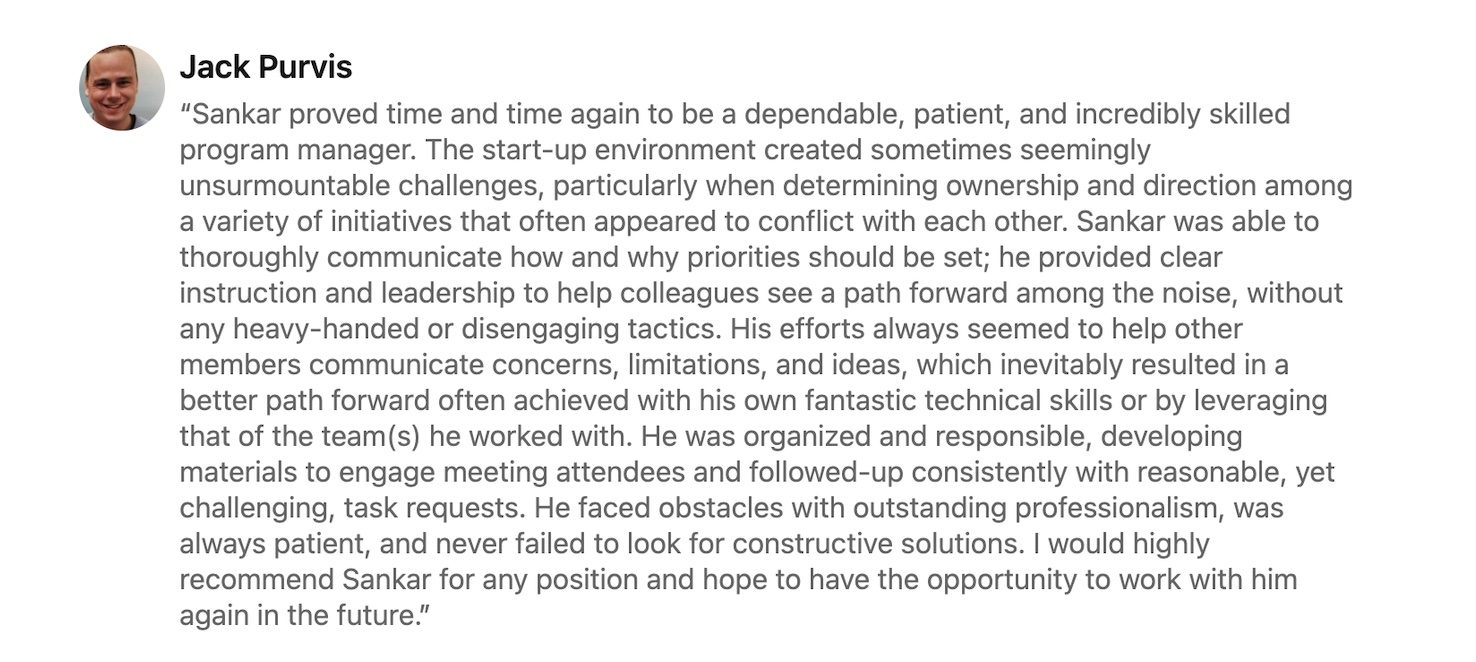 Jack Purvis
“Sankar proved time and time again to be a dependable, patient, and incredibly skilled
program manager. The start-up environment created sometimes seemingly
unsurmountable challenges, particularly when determining ownership and direction among
a variety of initiatives that often appeared to conflict with each other. Sankar was able to
thoroughly communicate how and why priorities should be set; he provided clear
instruction and leadership to help colleagues see a path forward among the noise, without
any heavy-handed or disengaging tactics. His efforts always seemed to help other
members communicate concerns, limitations, and ideas, which inevitably resulted in a
better path forward often achieved with his own fantastic technical skills or by leveraging
that of the team(s) he worked with. He was organized and responsible, developing
materials to engage meeting attendees and followed-up consistently with reasonable, yet
challenging, task requests. He faced obstacles with outstanding professionalism, was
always patient, and never failed to look for constructive solutions. I would highly
recommend Sankar for any position and hope to have the opportunity to work with him
again in the future.”